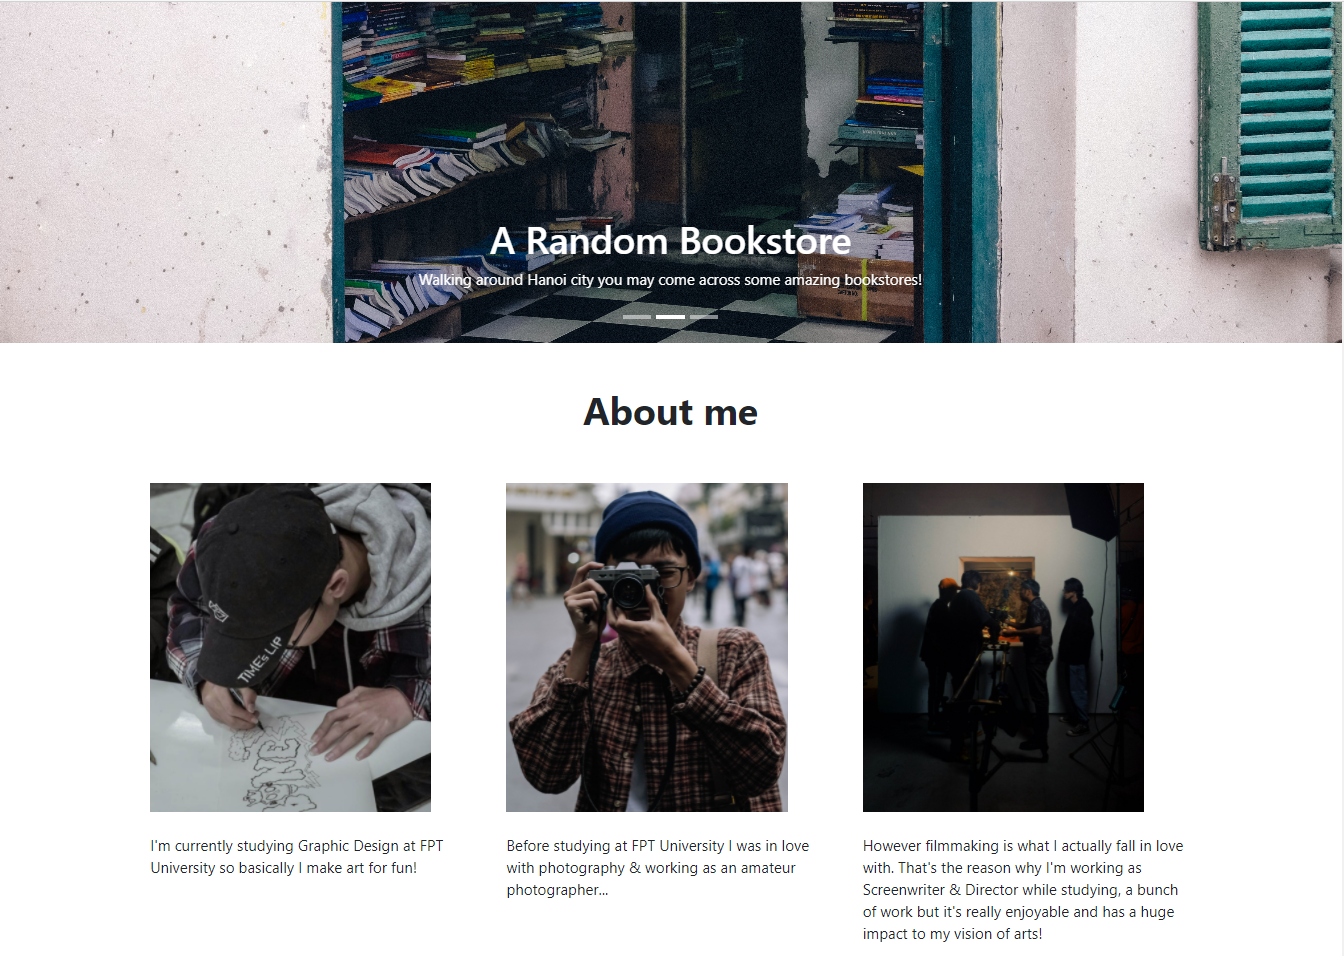 A Random Bookstore
Walking around Hanoi city you may come across some amazing bookstores!
About me
TIME's LIP
I'm currently studying Graphic Design at FPT
University so basically I make art for fun!
Before studying at FPT University I was in love
with photography & working as an amateur
photographer...
However filmmaking is what I actually fall in love
with. That's the reason why I'm working as
Screenwriter & Director while studying, a bunch
of work but it's really enjoyable and has a huge
impact to my vision of arts!